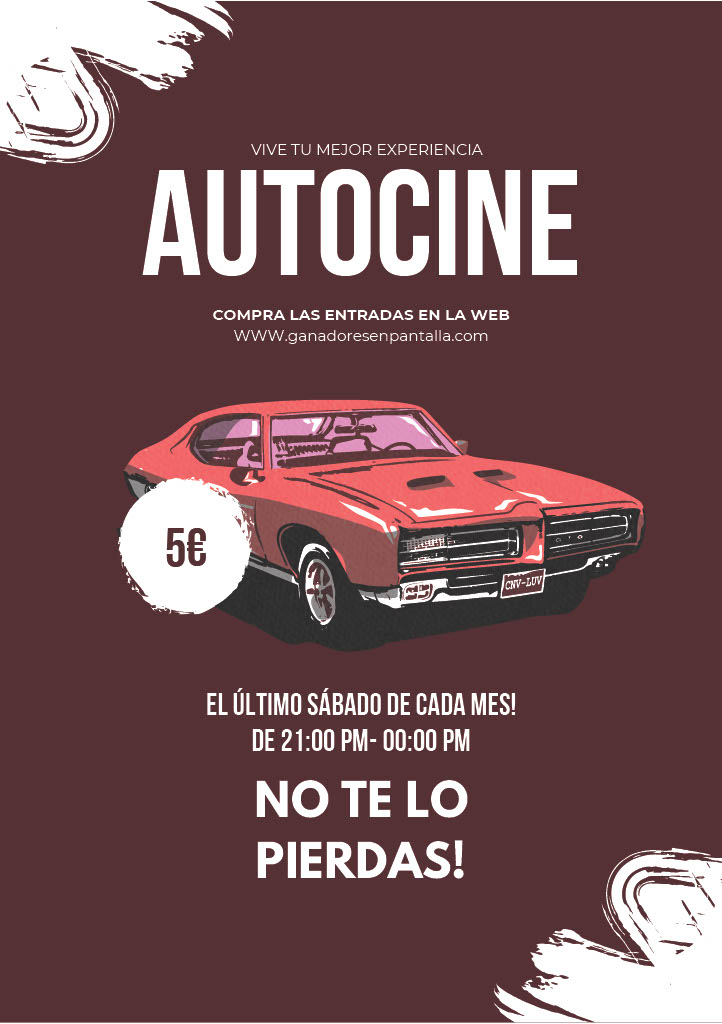 VIVE TU MEJOR EXPERIENCIA
AUTOCINE
COMPRA LAS ENTRADAS EN LA WEB
WWW.ganadoresenpantalla.com
5€
GTO
CNV-LUV
EL ÚLTIMO SÁBADO DE CADA MES!
DE 21:00 PM- 00:00 PM
NO TE LO
PIERDAS!